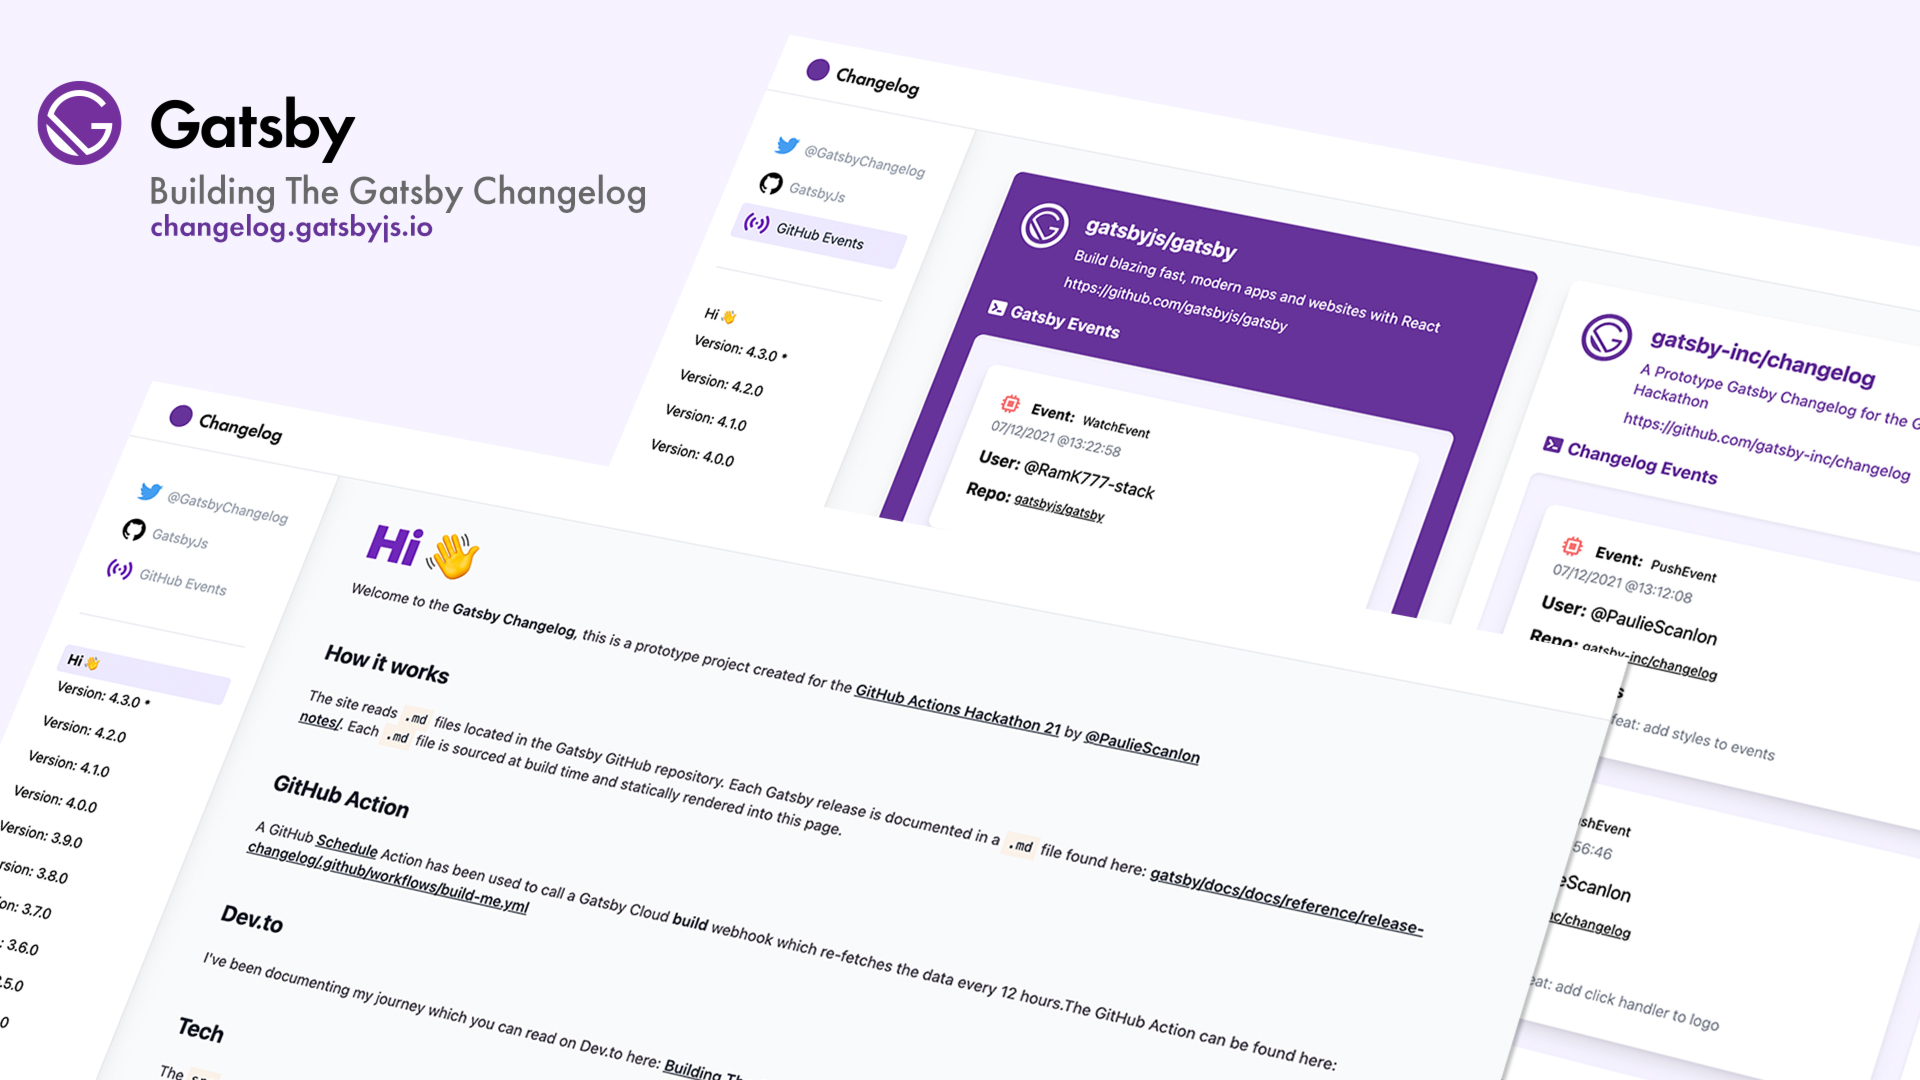 Gatsby
Building The Gatsby Changelog
changelog.gatsbyjs.io
Changelog
@GatsbyChangelog
GatsbyJs
GitHub Events
Hi 👋
Version: 4.3.0 *
Version: 4.2.0
Version: 4.1.0
Version: 4.0.0
gatsbyjs/gatsby
Build blazing fast, modern apps and websites with React
https://github.com/gatsbyjs/gatsby
Gatsby Events
Event: WatchEvent
07/12/2021 @13:22:58
User: @RamK777-stack
Repo: gatsbyjs/gatsby
gatsby-inc/changelog
A Prototype Gatsby Changelog for the G
Hackathon
https://github.com/gatsby-inc/changelog
Changelog Events
Event: PushEvent
07/12/2021 @13:12:08
User: @PaulieScanlon
Repo: gatsby-inc/changelog
s
feat: add styles to events
shEvent
56:46
eScanlon
nc/changelog
eat: add click handler to logo
Changelog
@GatsbyChangelog
GatsbyJs
GitHub Events
Hi 👋
Version: 4.3.0 *
Version: 4.2.0
Version: 4.1.0
Version: 4.0.0
Version: 3.9.0
rsion: 3.8.0
on: 3.7.0
: 3.6.0
.5.0
0
Hi 👋
Welcome to the Gatsby Changelog, this is a prototype project created for the GitHub Actions Hackathon 21 by @PaulieScanlon
How it works
The site reads .md files located in the Gatsby GitHub repository. Each Gatsby release is documented in a .md file found here: gatsby/docs/docs/reference/release-
notes/. Each .md file is sourced at build time and statically rendered into this page.
GitHub Action
A GitHub Schedule Action has been used to call a Gatsby Cloud build webhook which re-fetches the data every 12 hours.The GitHub Action can be found here:
changelog/.github/workflows/build-me.yml
Dev.to
I've been documenting my journey which you can read on Dev.to here: Building Th
Tech
The